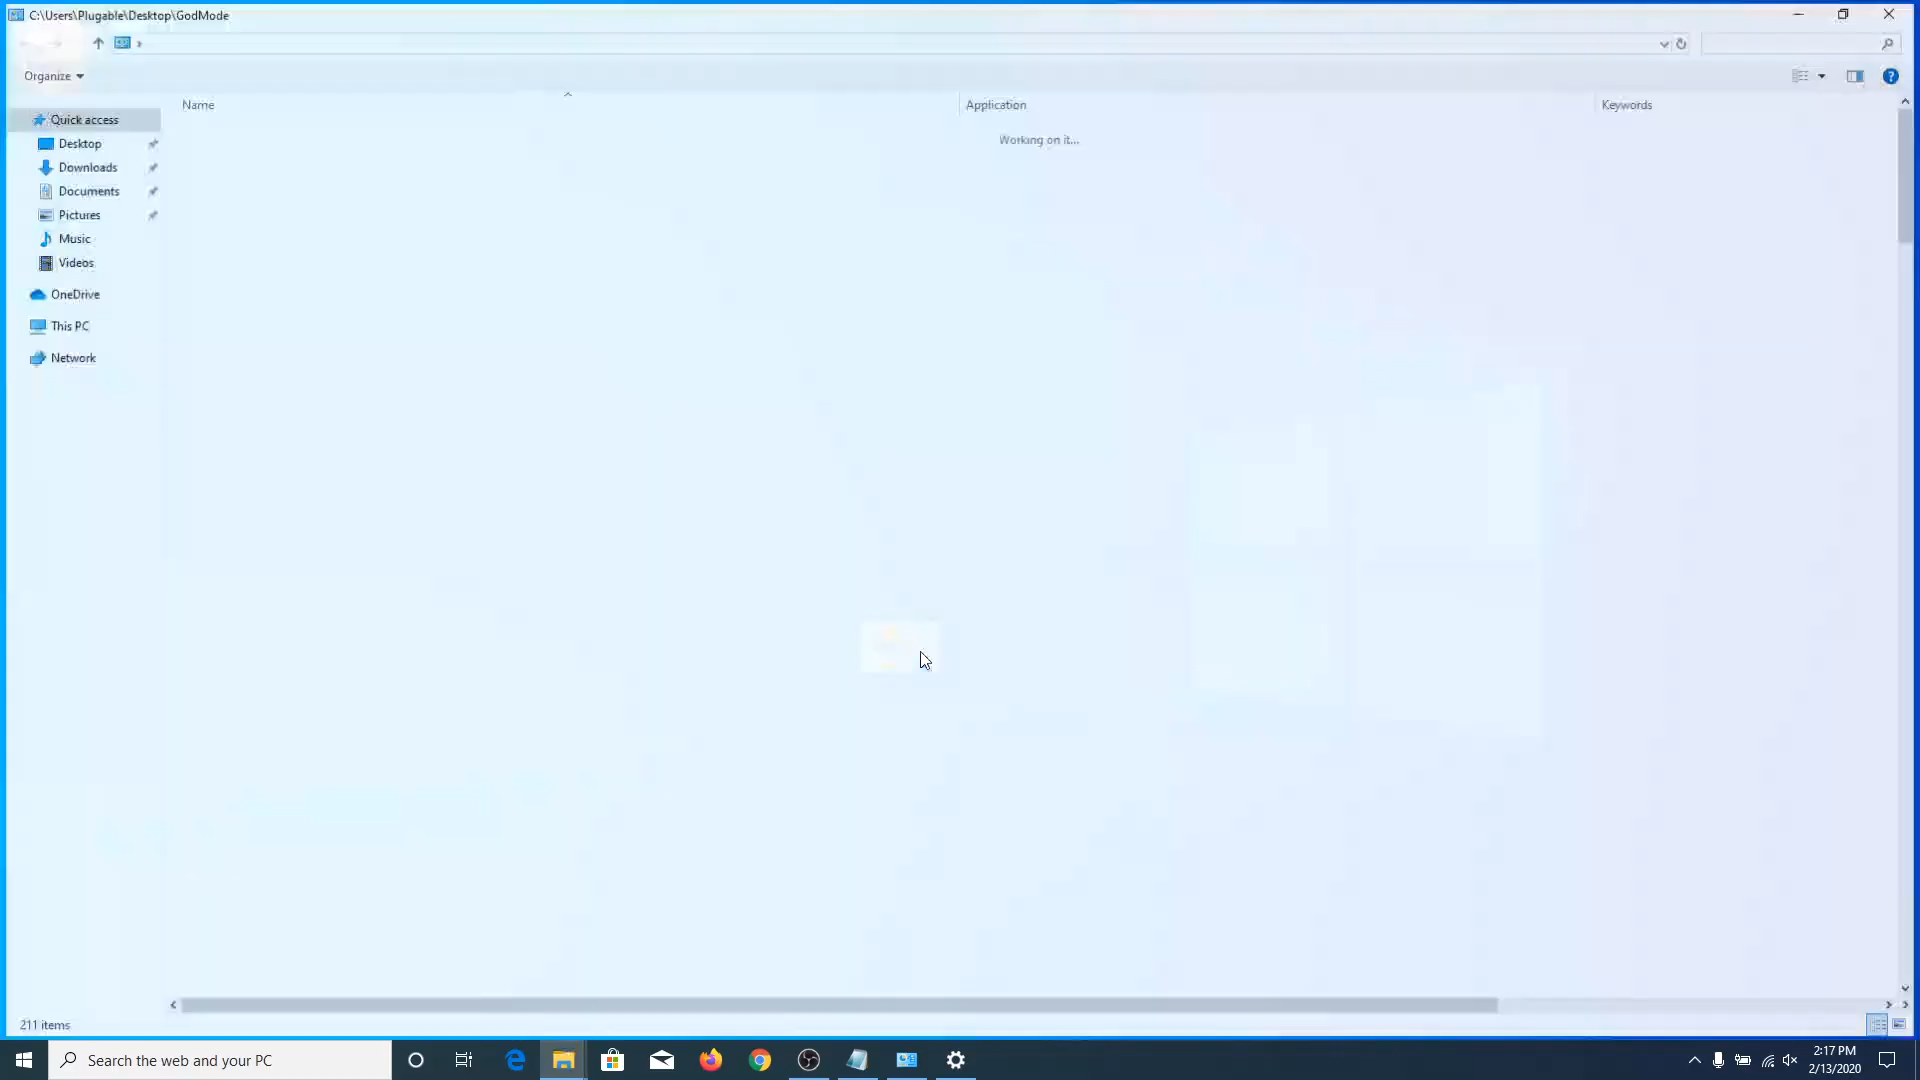 C:\Users\Plugable\Desktop\GodMode
Organize
Name
Application
Keywords
Working on it...
Quick access
Desktop
Downloads
Documents
Pictures
Music
Videos
OneDrive
This PC
Network
211 items
Search the web and your PC
2:17 PM
2/13/2020